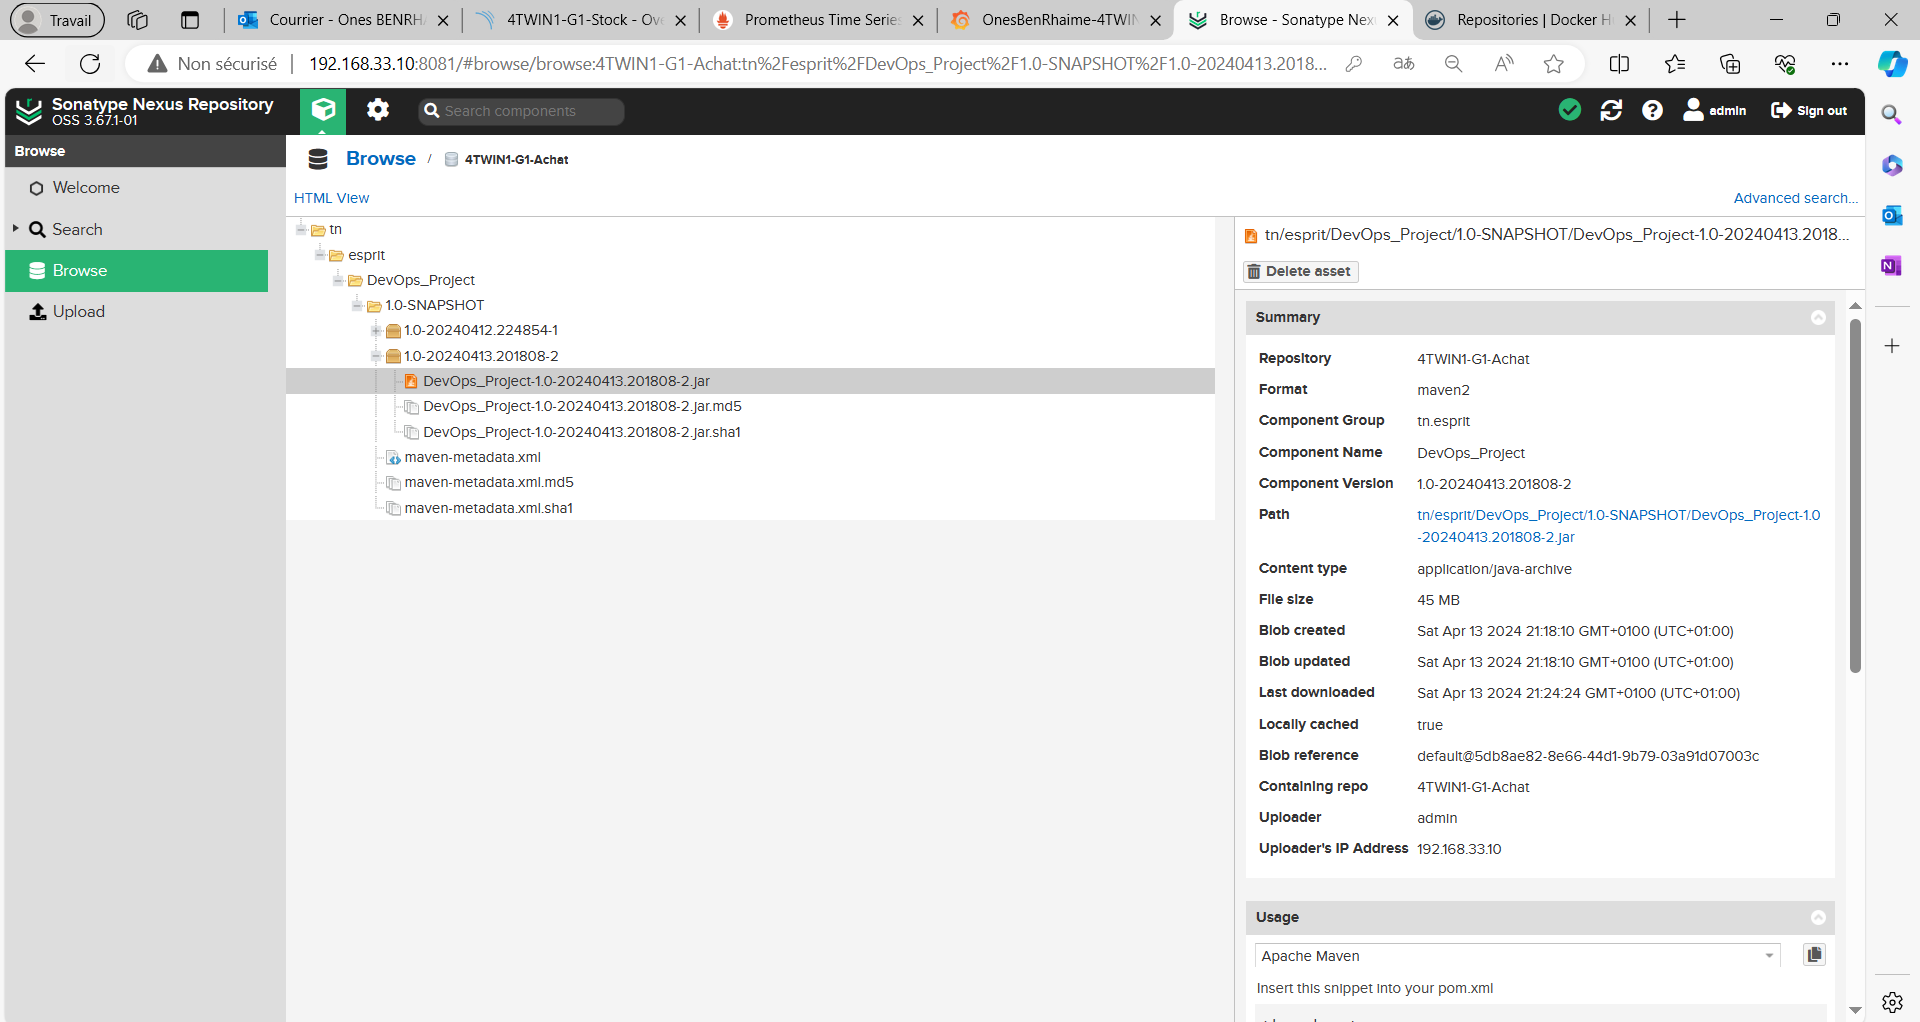 Travail
Courrier - Ones BENRH
4TWIN1-G1-Stock - Ove
Prometheus Time Series
OnesBenRhaime-4TWIN
Browse - Sonatype Nex
Repositories | Docker H
Non sécurisé
192.168.33.10:8081/#browse/browse:4TWIN1-G1-Achat:tn%2Fesprit%2FDevOps_Project%2F1.0-SNAPSHOT%2F1.0-20240413.2018...
Sonatype Nexus Repository
OSS 3.67.1-01
Search components
admin
Sign out
Browse
Welcome
Search
Browse
Upload
Browse / 4TWIN1-G1-Achat
HTML View
Advanced search...
tn
esprit
DevOps_Project
1.0-SNAPSHOT
1.0-20240412.224854-1
1.0-20240413.201808-2
DevOps_Project-1.0-20240413.201808-2.jar
DevOps_Project-1.0-20240413.201808-2.jar.md5
DevOps_Project-1.0-20240413.201808-2.jar.sha1
maven-metadata.xml
maven-metadata.xml.md5
maven-metadata.xml.sha1
tn/esprit/DevOps_Project/1.0-SNAPSHOT/DevOps_Project-1.0-20240413.2018...
Delete asset
Summary
Repository 4TWIN1-G1-Achat
Format maven2
Component Group tn.esprit
Component Name DevOps_Project
Component Version 1.0-20240413.201808-2
Path tn/esprit/DevOps_Project/1.0-SNAPSHOT/DevOps_Project-1.0
-20240413.201808-2.jar
Content type application/java-archive
File size 45 MB
Blob created Sat Apr 13 2024 21:18:10 GMT+0100 (UTC+01:00)
Blob updated Sat Apr 13 2024 21:18:10 GMT+0100 (UTC+01:00)
Last downloaded Sat Apr 13 2024 21:24:24 GMT+0100 (UTC+01:00)
Locally cached true
Blob reference default@5db8ae82-8e66-44d1-9b79-03a91d07003c
Containing repo 4TWIN1-G1-Achat
Uploader admin
Uploader's IP Address 192.168.33.10
Usage
Apache Maven
Insert this snippet into your pom.xml